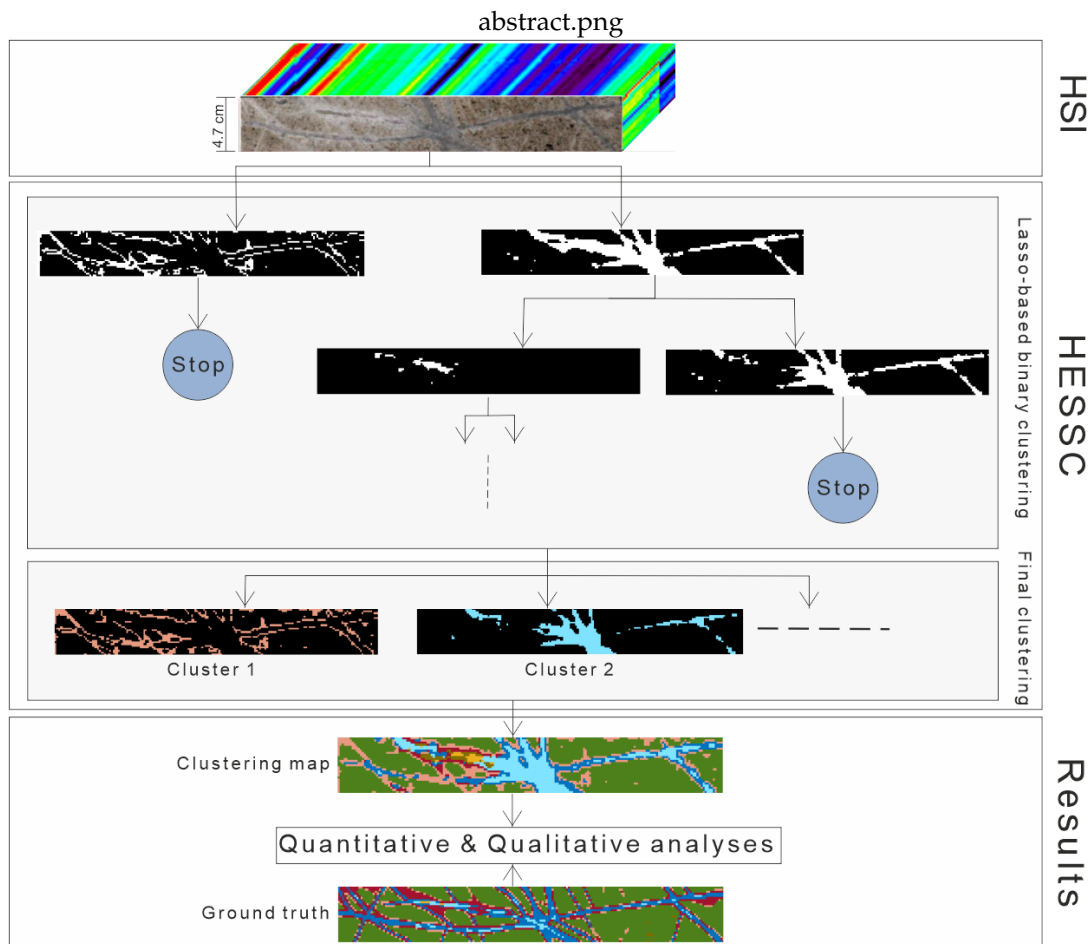 abstract.png
HSI
4.7 cm
Lasso-based binary clustering
HESSC
Stop
Stop
Final clustering
Cluster 1
Cluster 2
Clustering map
Results
Quantitative & Qualitative analyses
Ground truth